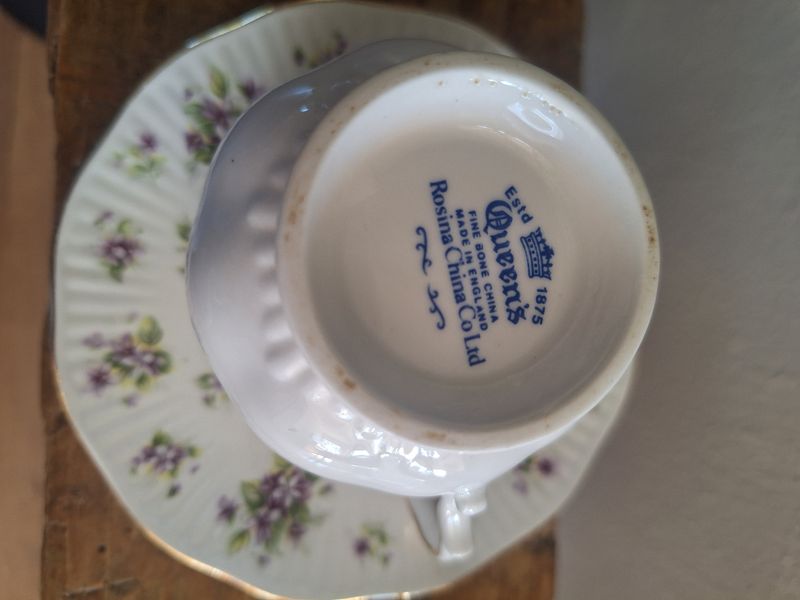 Estd 1875
Queen's
FINE BONE CHINA
MADE IN ENGLAND
Rosina China Co Ltd